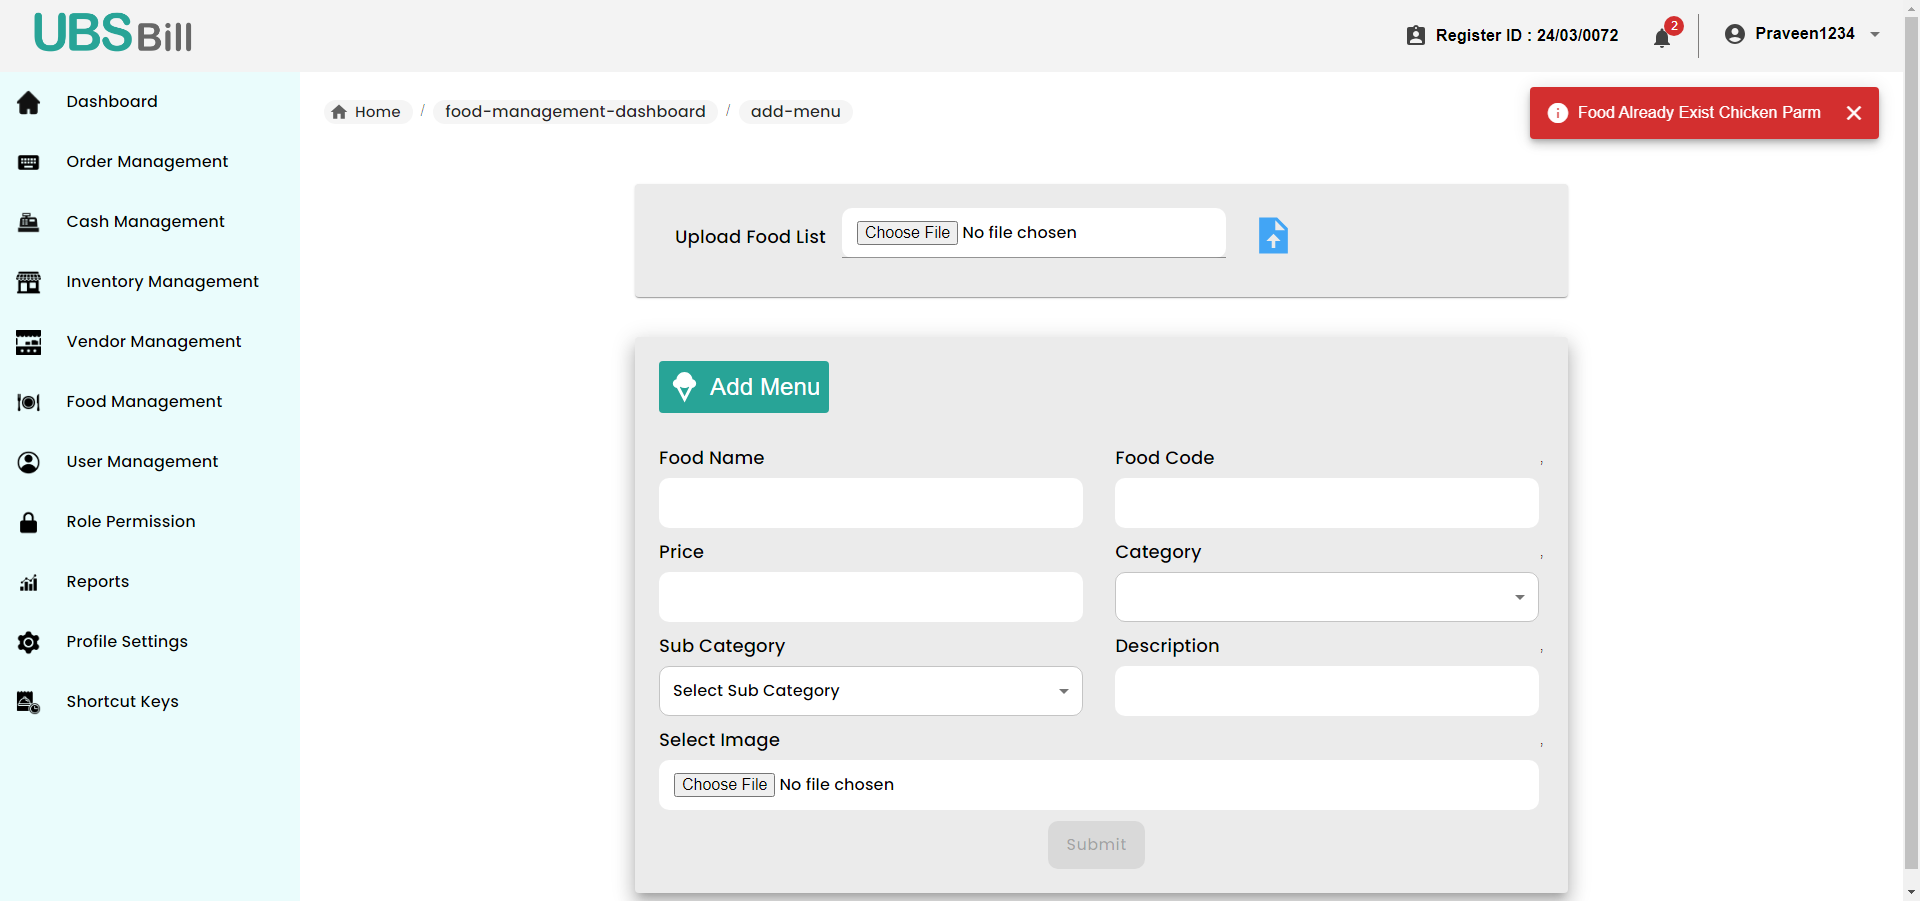 UBS Bill
Register ID : 24/03/0072
2
Praveen1234
Dashboard
Order Management
Cash Management
Inventory Management
Vendor Management
Food Management
User Management
Role Permission
Reports
Profile Settings
Shortcut Keys
Home / food-management-dashboard / add-menu
Food Already Exist Chicken Parm
Upload Food List
Choose File No file chosen
Add Menu
Food Name
Food Code
,
Price
Category
,
Sub Category
Description
,
Select Sub Category
Select Image
,
Choose File No file chosen
Submit